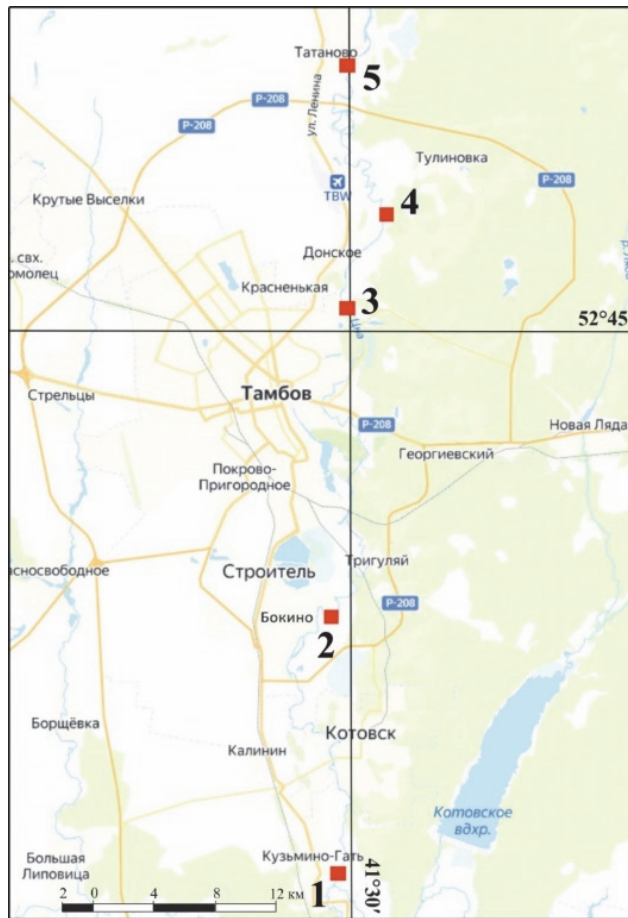 Татаново
5
ул. Ленина
Р-208
Р-208
Тулиновка
Р-208
TBW
Крутые Выселки
4
Донское
. свх.
омолец
Красненькая
3
Цна
52°45
Тамбов
Стрельцы
Р-208
Новая Ляда
Георгиевский
Покрово-
Пригородное
Тригуляй
Строитель
асносвободное
Р-208
Бокино
2
Борщёвка
Котовск
Калинин
Котовское
вдхр.
Большая
Липовица
Кузьмино-Гать
41°30'
1
2 0 4 8 12 км